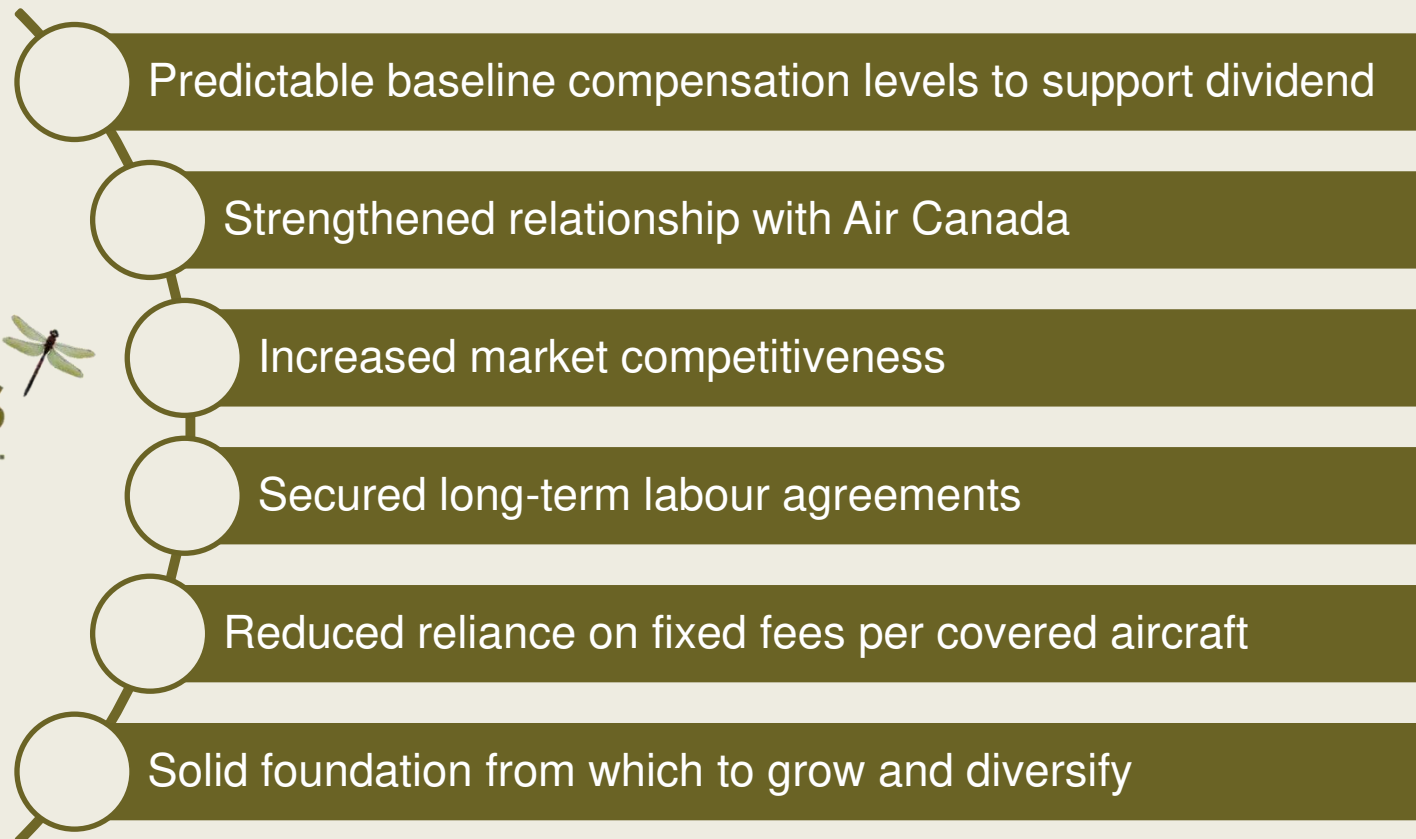 Predictable baseline compensation levels to support dividend
Strengthened relationship with Air Canada
Increased market competitiveness
Secured long-term labour agreements
Reduced reliance on fixed fees per covered aircraft
Solid foundation from which to grow and diversify